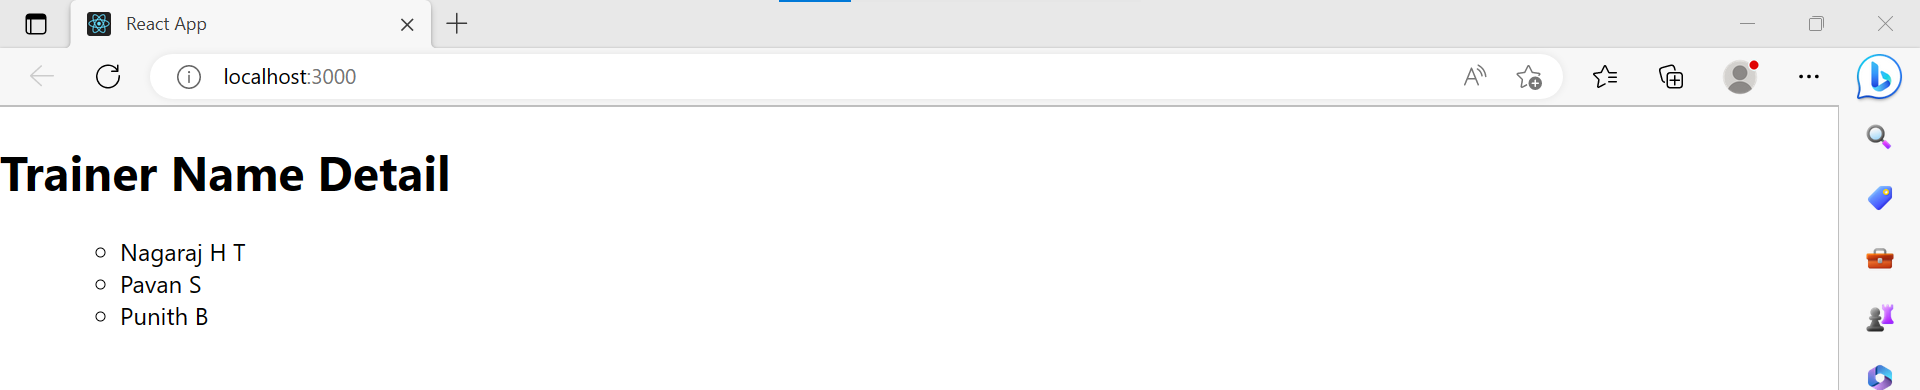 React App
localhost:3000
Trainer Name Detail
Nagaraj H T
Pavan S
Punith B